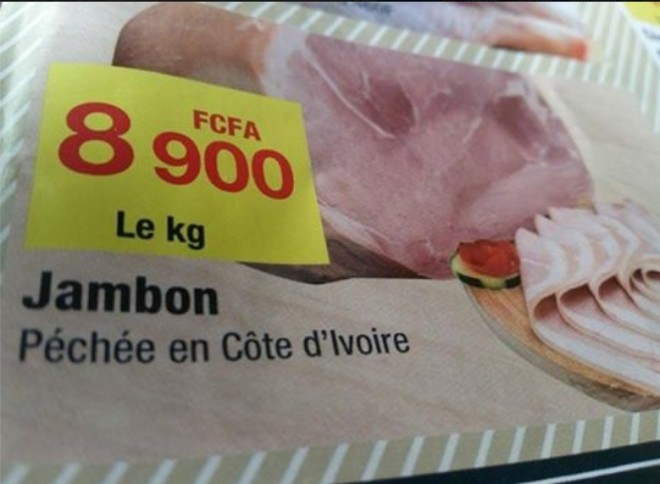 FCFA
8 900
Le kg
Jambon
Péchée en Côte d'Ivoire